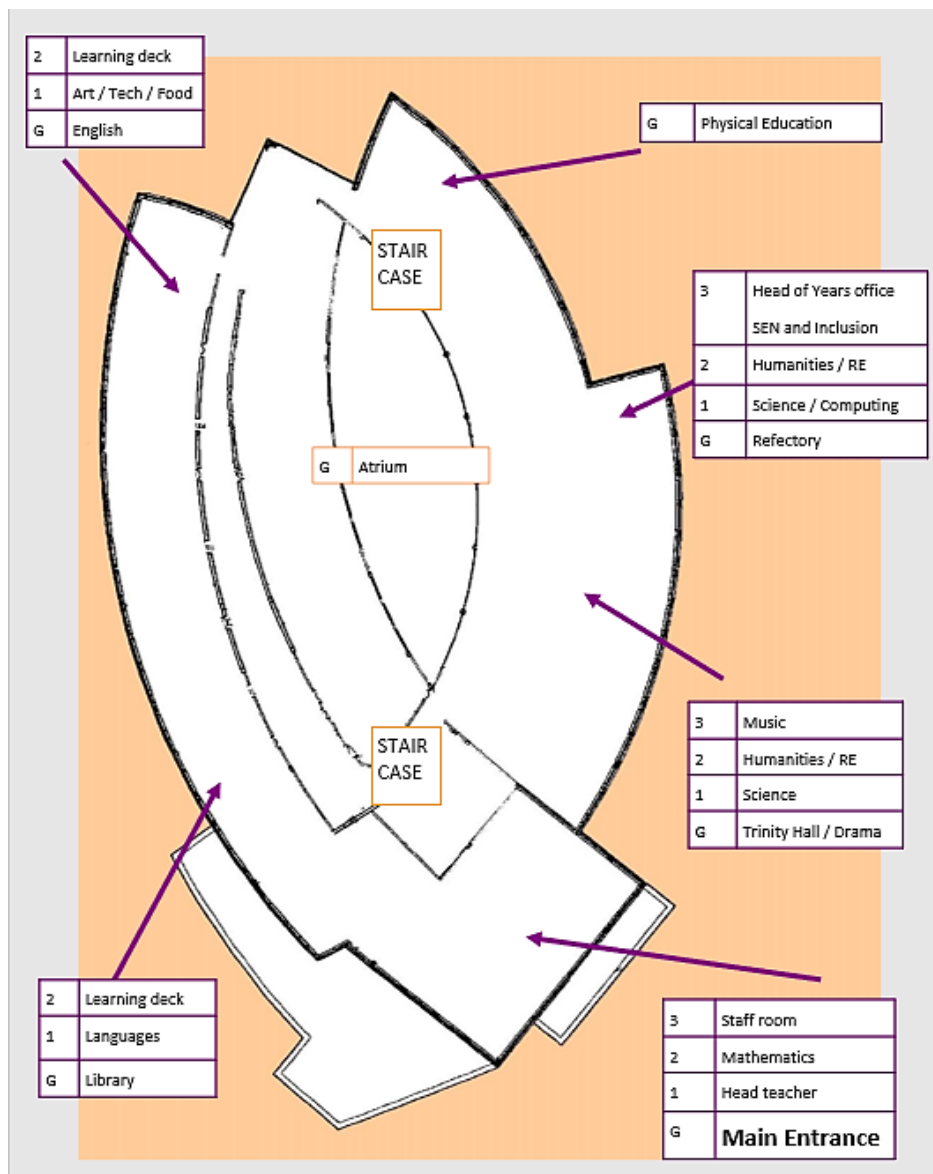 2 Learning deck
1 Art / Tech / Food
G English
G Physical Education
STAIR
CASE
3 Head of Years office
SEN and Inclusion
2 Humanities / RE
1 Science / Computing
G Refectory
G Atrium
3 Music
2 Humanities / RE
1 Science
G Trinity Hall / Drama
STAIR
CASE
2 Learning deck
1 Languages
G Library
3 Staff room
2 Mathematics
1 Head teacher
G Main Entrance